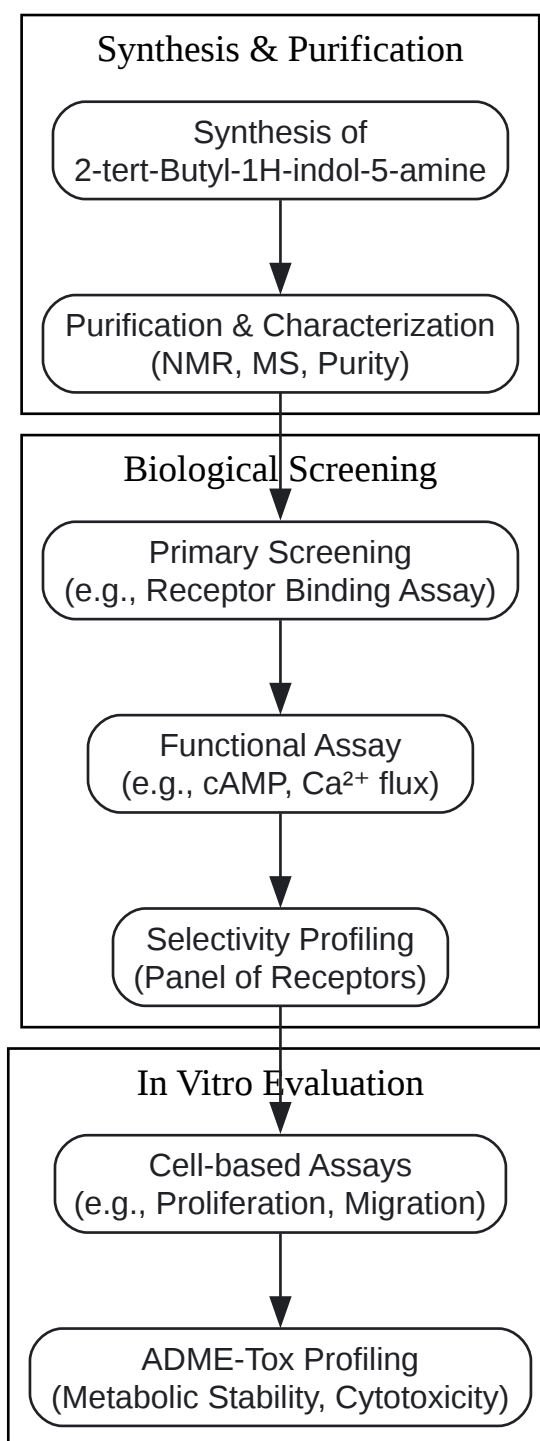 Synthesis & Purification
Synthesis of
2-tert-Butyl-1H-indol-5-amine
Purification & Characterization
(NMR, MS, Purity)
Biological Screening
Primary Screening
(e.g., Receptor Binding Assay)
Functional Assay
(e.g., cAMP, Ca²⁺ flux)
Selectivity Profiling
(Panel of Receptors)
In Vitro Evaluation
Cell-based Assays
(e.g., Proliferation, Migration)
ADME-Tox Profiling
(Metabolic Stability, Cytotoxicity)